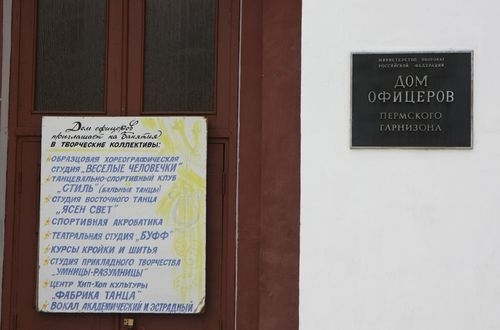 Дом офицеров
приглашает на занятия
в творческие коллективы:
ОБРАЗЦОВАЯ ХОРЕОГРАФИЧЕСКАЯ
СТУДИЯ "ВЕСЕЛЫЕ ЧЕЛОВЕЧКИ"
ТАНЦЕВАЛЬНО-СПОРТИВНЫЙ КЛУБ
"СТИЛЬ" (бальные танцы)
СТУДИЯ ВОСТОЧНОГО ТАНЦА
"ЯСЕН СВЕТ"
СПОРТИВНАЯ АКРОБАТИКА
ТЕАТРАЛЬНАЯ СТУДИЯ "БУФФ"
КУРСЫ КРОЙКИ И ШИТЬЯ
СТУДИЯ ПРИКЛАДНОГО ТВОРЧЕСТВА
"УМНИЦЫ-РАЗУМНИЦЫ"
ЦЕНТР ХИП-ХОП КУЛЬТУРЫ
"ФАБРИКА ТАНЦА"
ВОКАЛ АКАДЕМИЧЕСКИЙ И ЭСТРАДНЫЙ
МИНИСТЕРСТВО ОБОРОНЫ
РОССИЙСКОЙ ФЕДЕРАЦИИ
ДОМ
ОФИЦЕРОВ
ПЕРМСКОГО
ГАРНИЗОНА